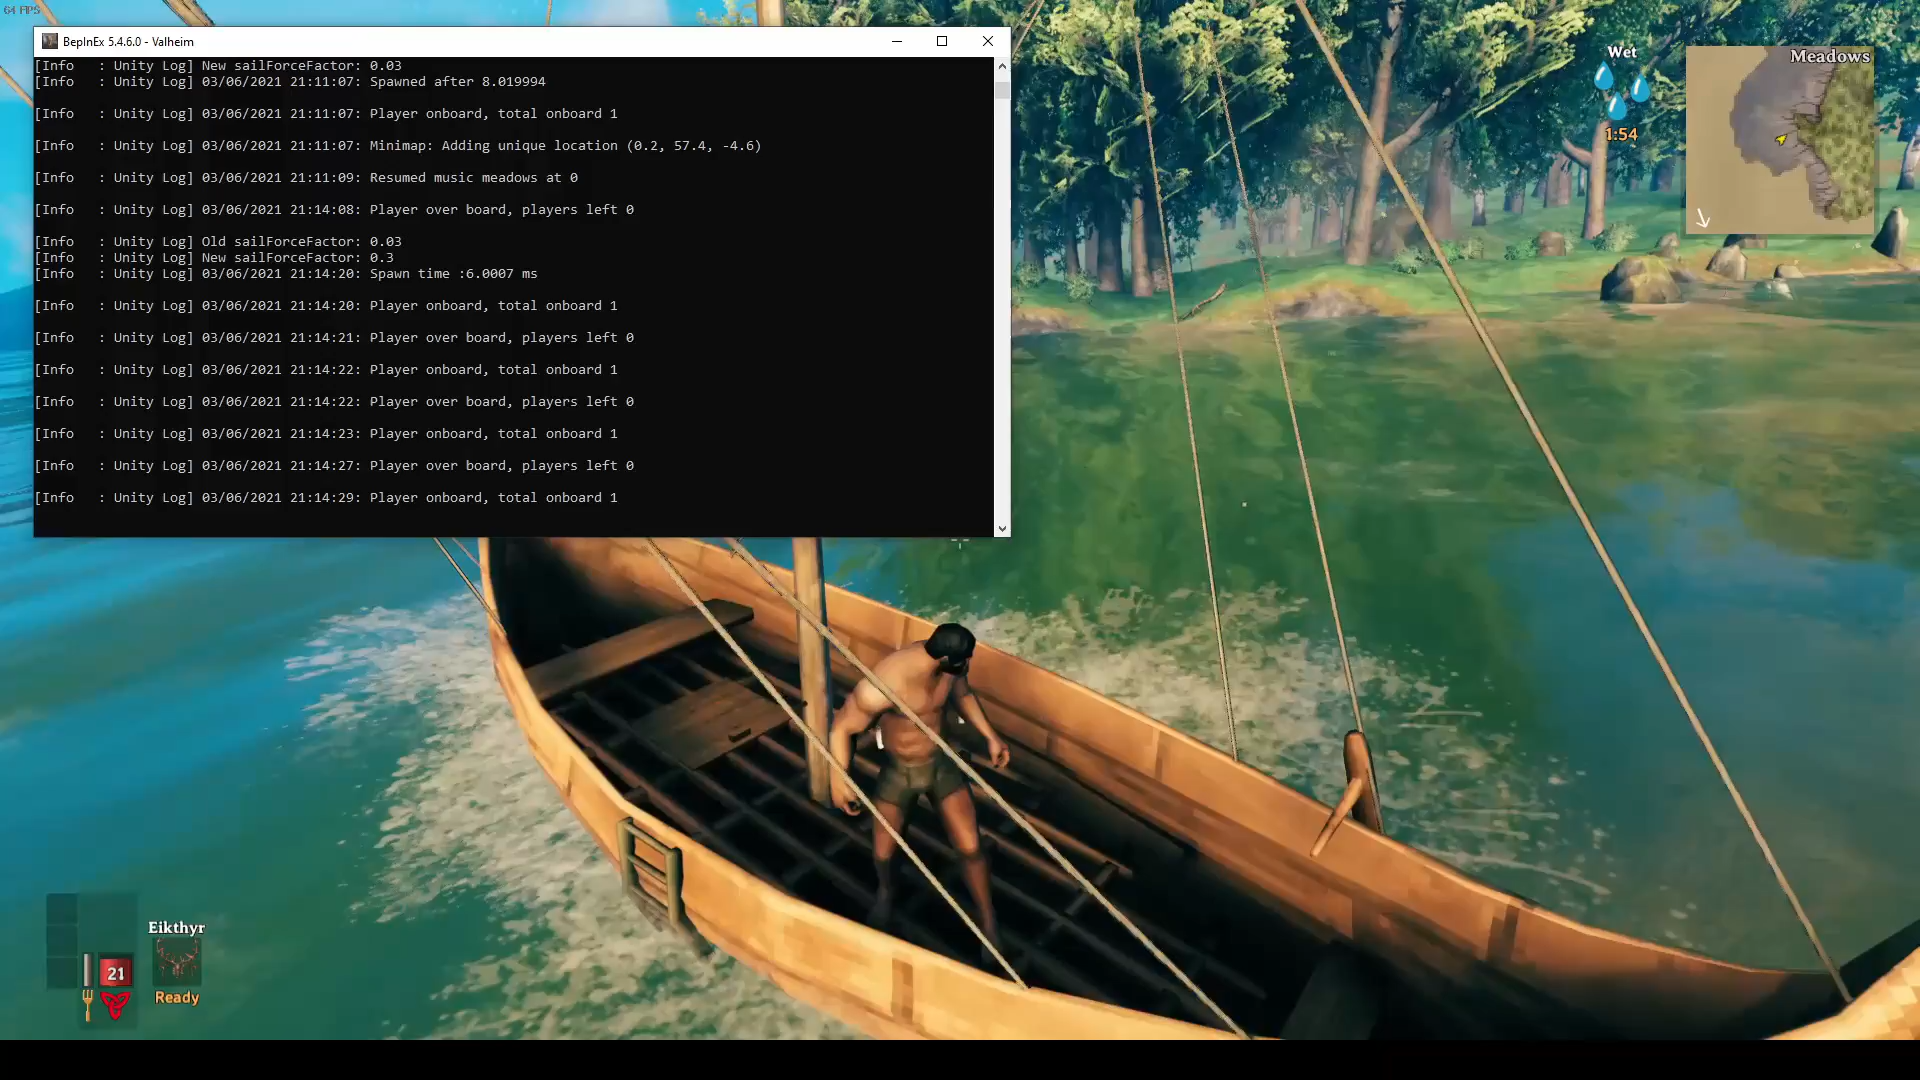 64 FPS
BepInEx 5.4.6.0 - Valheim
[Info   : Unity Log] New sailForceFactor: 0.03
[Info   : Unity Log] 03/06/2021 21:11:07: Spawned after 8.019994
[Info   : Unity Log] 03/06/2021 21:11:07: Player onboard, total onboard 1
[Info   : Unity Log] 03/06/2021 21:11:07: Minimap: Adding unique location (0.2, 57.4, -4.6)
[Info   : Unity Log] 03/06/2021 21:11:09: Resumed music meadows at 0
[Info   : Unity Log] 03/06/2021 21:14:08: Player over board, players left 0
[Info   : Unity Log] Old sailForceFactor: 0.03
[Info   : Unity Log] New sailForceFactor: 0.3
[Info   : Unity Log] 03/06/2021 21:14:20: Spawn time :6.0007 ms
[Info   : Unity Log] 03/06/2021 21:14:20: Player onboard, total onboard 1
[Info   : Unity Log] 03/06/2021 21:14:21: Player over board, players left 0
[Info   : Unity Log] 03/06/2021 21:14:22: Player onboard, total onboard 1
[Info   : Unity Log] 03/06/2021 21:14:22: Player over board, players left 0
[Info   : Unity Log] 03/06/2021 21:14:23: Player onboard, total onboard 1
[Info   : Unity Log] 03/06/2021 21:14:27: Player over board, players left 0
[Info   : Unity Log] 03/06/2021 21:14:29: Player onboard, total onboard 1
Wet
1:54
Meadows
Eikthyr
21
Ready